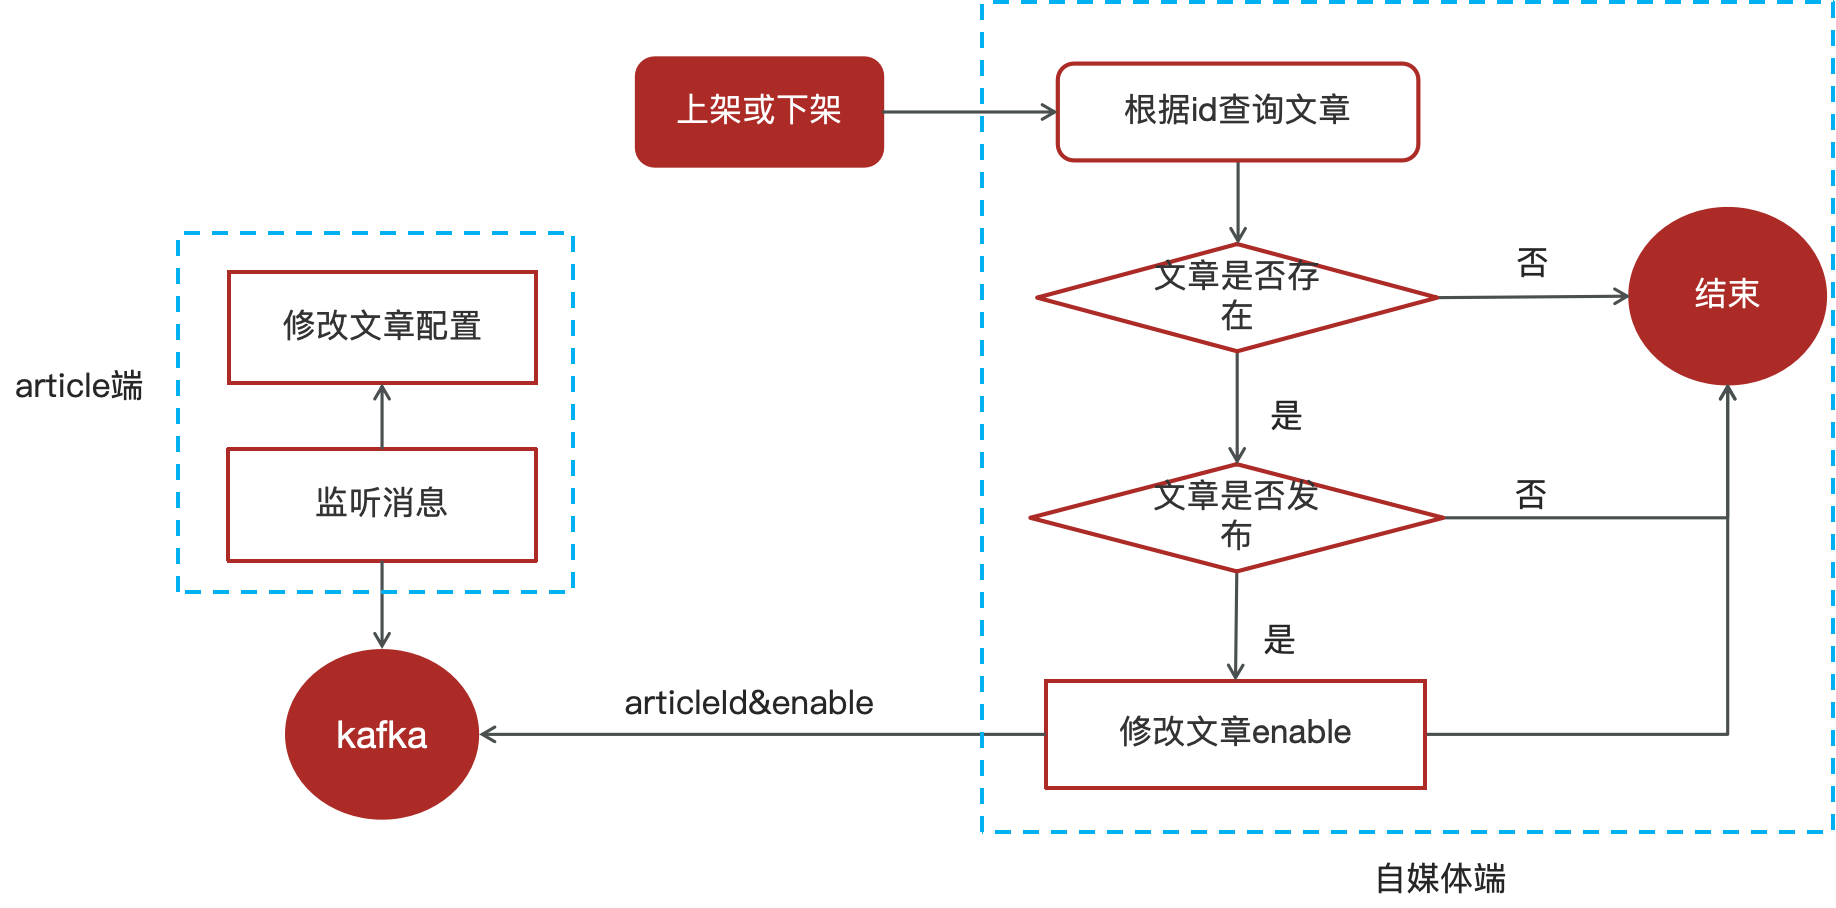 上架或下架
根据id查询文章
文章是否存
在
否
结束
是
文章是否发
布
否
是
修改文章enable
articleId&enable
kafka
监听消息
修改文章配置
article端
自媒体端